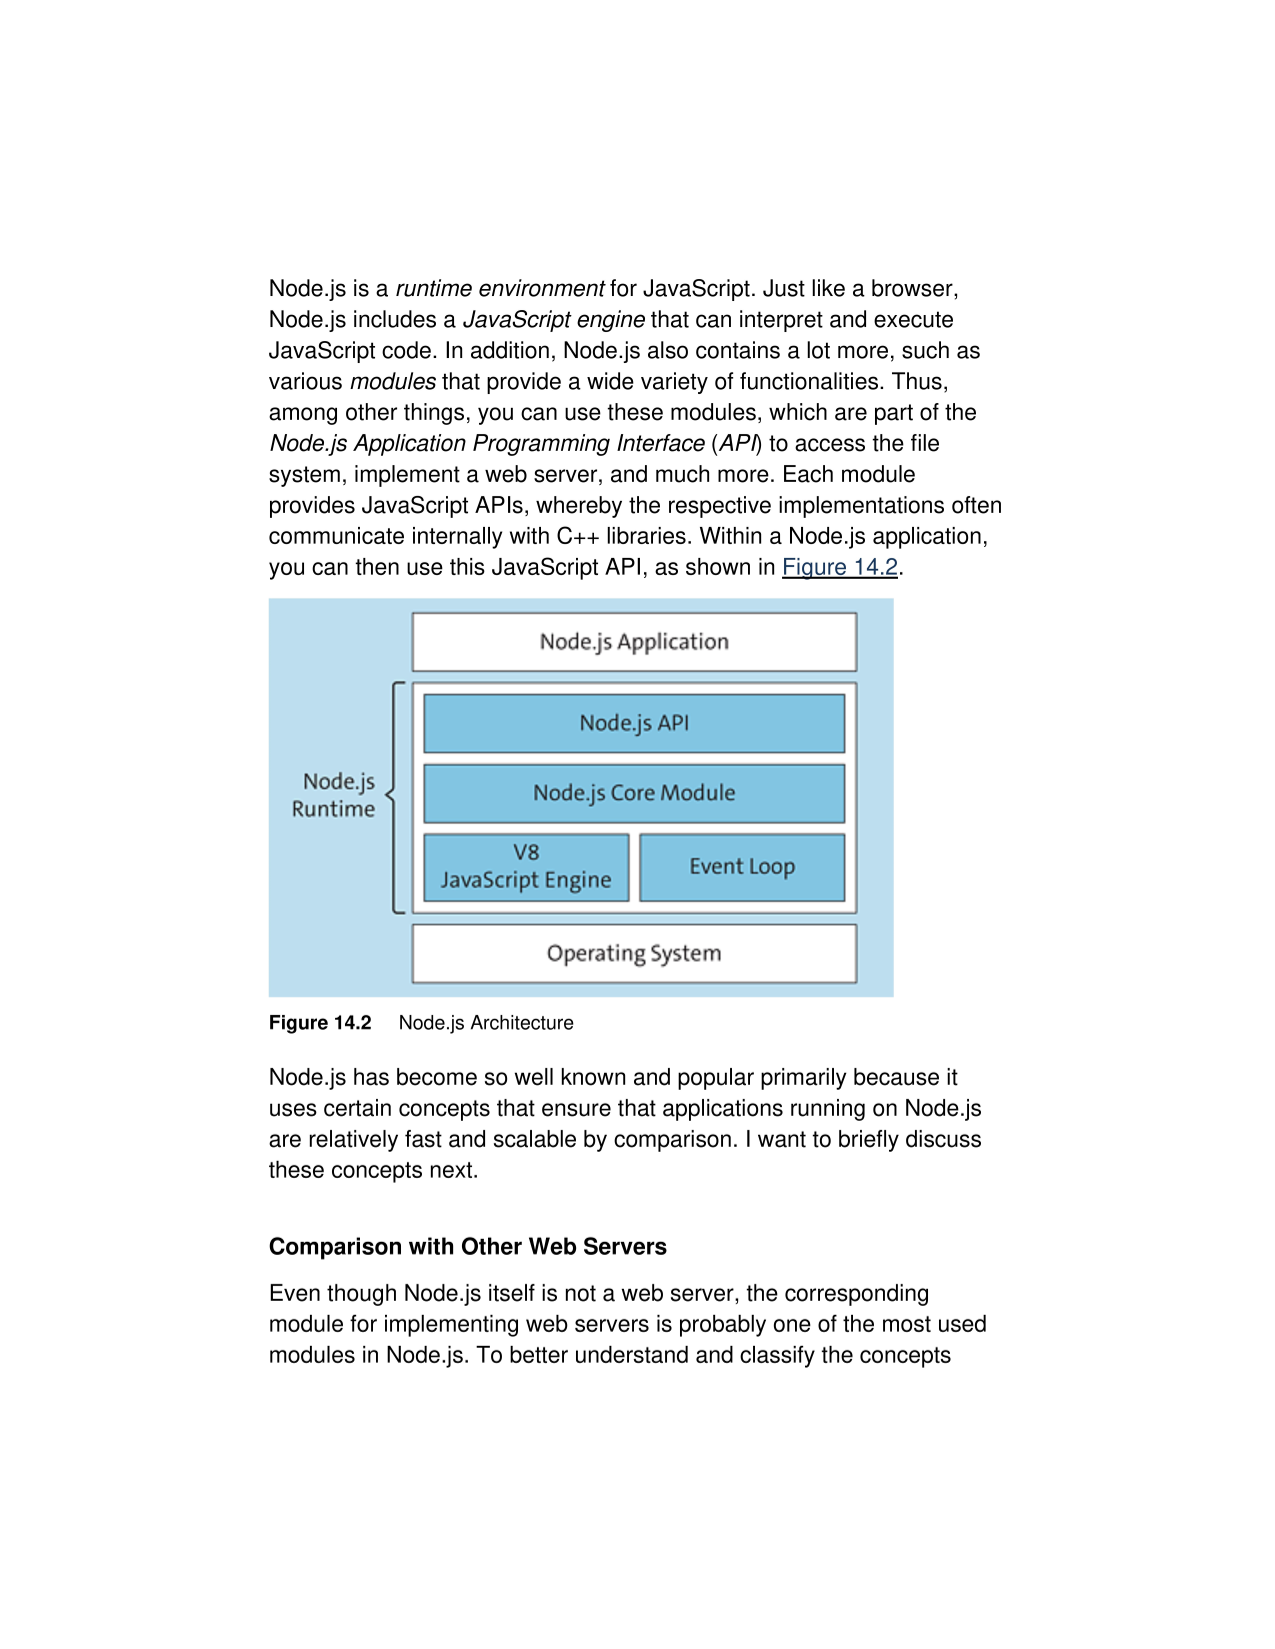 Node.js is a runtime environment for JavaScript. Just like a browser,
Node.js includes a JavaScript engine that can interpret and execute
JavaScript code. In addition, Node.js also contains a lot more, such as
various modules that provide a wide variety of functionalities. Thus,
among other things, you can use these modules, which are part of the
Node.js Application Programming Interface (API) to access the file
system, implement a web server, and much more. Each module
provides JavaScript APIs, whereby the respective implementations often
communicate internally with C++ libraries. Within a Node.js application,
you can then use this JavaScript API, as shown in Figure 14.2.
Node.js Application
Node.js API
Node.js
Runtime
Node.js Core Module
V8
JavaScript Engine
Event Loop
Operating System
Figure 14.2 Node.js Architecture
Node.js has become so well known and popular primarily because it
uses certain concepts that ensure that applications running on Node.js
are relatively fast and scalable by comparison. I want to briefly discuss
these concepts next.
Comparison with Other Web Servers
Even though Node.js itself is not a web server, the corresponding
module for implementing web servers is probably one of the most used
modules in Node.js. To better understand and classify the concepts